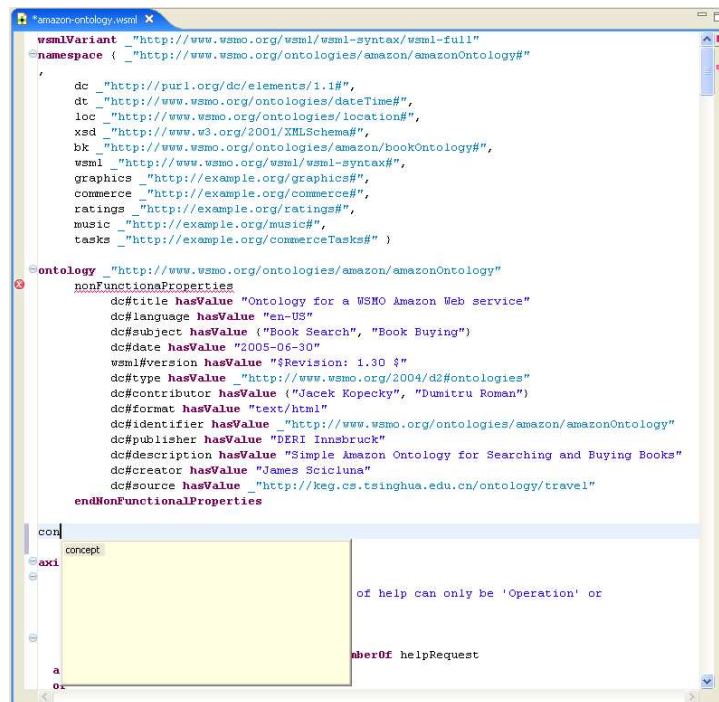 *amazon-ontology.wsml
wsmlVariant _"http://www.wsmo.org/wsml/wsml-syntax/wsml-full"
namespace { _"http://www.wsmo.org/ontologies/amazon/amazonOntology#"
,
dc _"http://purl.org/dc/elements/1.1#",
dt _"http://www.wsmo.org/ontologies/dateTime#",
loc _"http://www.wsmo.org/ontologies/location#",
xsd _"http://www.w3.org/2001/XMLSchema#",
bk _"http://www.wsmo.org/ontologies/amazon/bookOntology#",
wsml _"http://www.wsmo.org/wsml/wsml-syntax#",
graphics _"http://example.org/graphics#",
commerce _"http://example.org/commerce#",
ratings _"http://example.org/ratings#",
music _"http://example.org/music#",
tasks _"http://example.org/commerceTasks#" }
ontology _"http://www.wsmo.org/ontologies/amazon/amazonOntology"
nonFunctionaProperties
dc#title hasValue "Ontology for a WSMO Amazon Web service"
dc#language hasValue "en-US"
dc#subject hasValue {"Book Search", "Book Buying"}
dc#date hasValue "2005-06-30"
wsml#version hasValue "$Revision: 1.30 $"
dc#type hasValue _"http://www.wsmo.org/2004/d2#ontologies"
dc#contributor hasValue {"Jacek Kopecky", "Dumitru Roman"}
dc#format hasValue "text/html"
dc#identifier hasValue _"http://www.wsmo.org/ontologies/amazon/amazonOntology"
dc#publisher hasValue "DERI Innsbruck"
dc#description hasValue "Simple Amazon Ontology for Searching and Buying Books"
dc#creator hasValue "James Scicluna"
dc#source hasValue _"http://keg.cs.tsinghua.edu.cn/ontology/travel"
endNonFunctionalProperties
con
concept
axi
of help can only be 'Operation' or
mberOf helpRequest
a
or